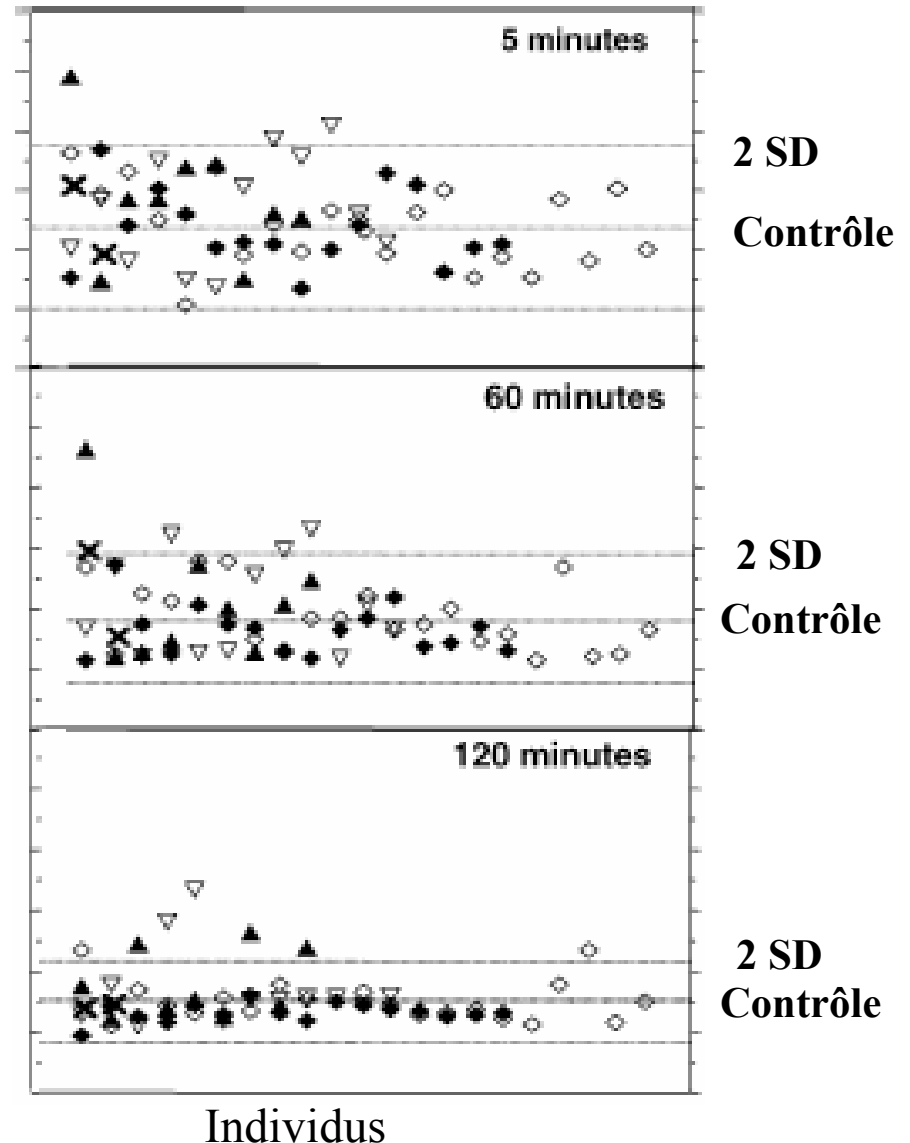 5 minutes
2 SD
Contrôle
60 minutes
2 SD
Contrôle
120 minutes
2 SD
Contrôle
Individus